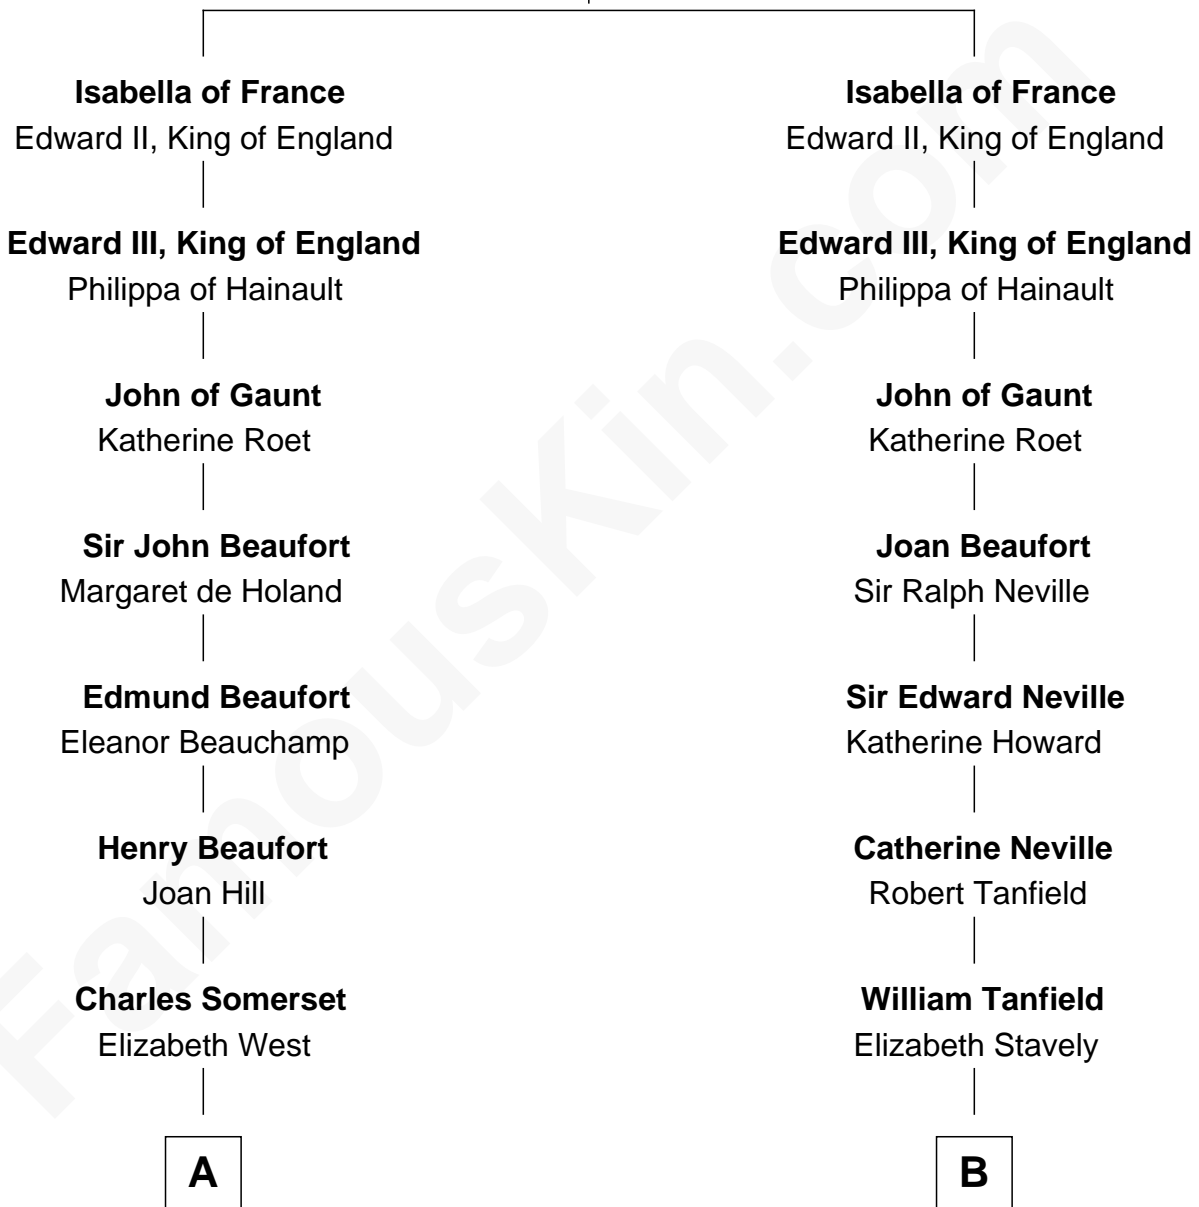 Isabella of France
Edward II, King of England
Edward III, King of England
Philippa of Hainault
John of Gaunt
Katherine Roet
Sir John Beaufort
Margaret de Holand
Edmund Beaufort
Eleanor Beauchamp
Henry Beaufort
Joan Hill
Charles Somerset
Elizabeth West
A
Isabella of France
Edward II, King of England
Edward III, King of England
Philippa of Hainault
John of Gaunt
Katherine Roet
Joan Beaufort
Sir Ralph Neville
Sir Edward Neville
Katherine Howard
Catherine Neville
Robert Tanfield
William Tanfield
Elizabeth Stavely
B
FamousKin.com